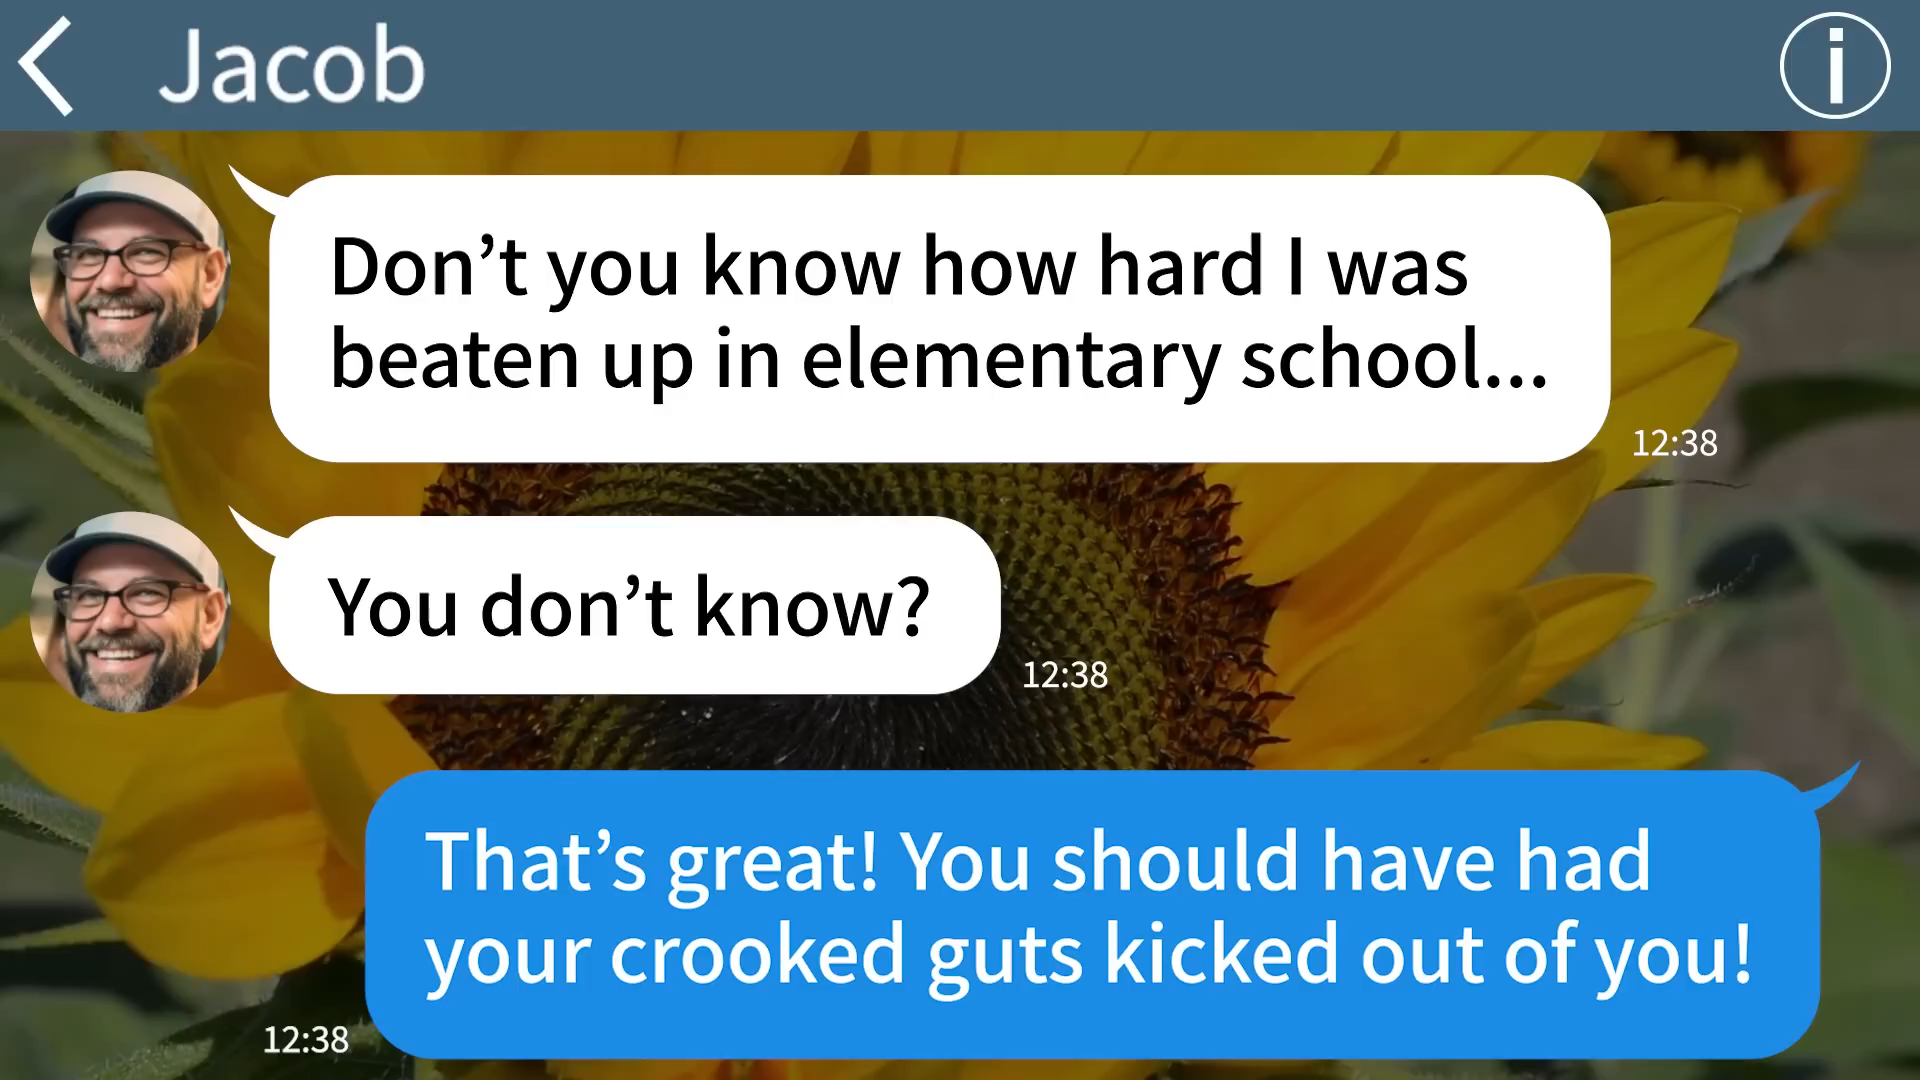 Jacob
Don’t you know how hard I was
beaten up in elementary school...
12:38
You don’t know?
12:38
That’s great! You should have had
your crooked guts kicked out of you!
12:38